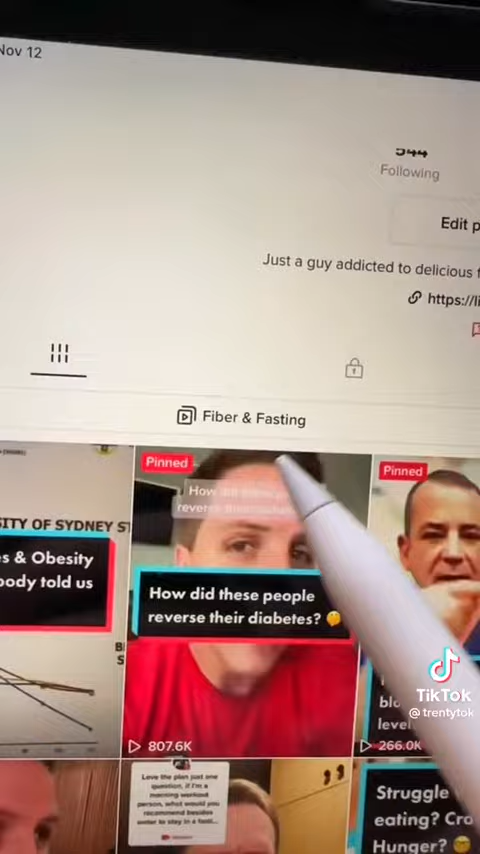 Nov 12
544
Following
Edit p
Just a guy addicted to delicious f
https://li
Fiber & Fasting
Pinned
Pinned
How did these
reverse their diabetes?
SITY OF SYDNEY ST
es & Obesity
body told us
How did these people
reverse their diabetes? 🤔
B
S
blo
level
807.6K
266.0K
TikTok
@trentytok
Love the plan just one
question, if I'm a
morning workout
person, what would you
recommend besides
water to stay in a fast...
Struggle
eating? Cro
Hunger? 🤔